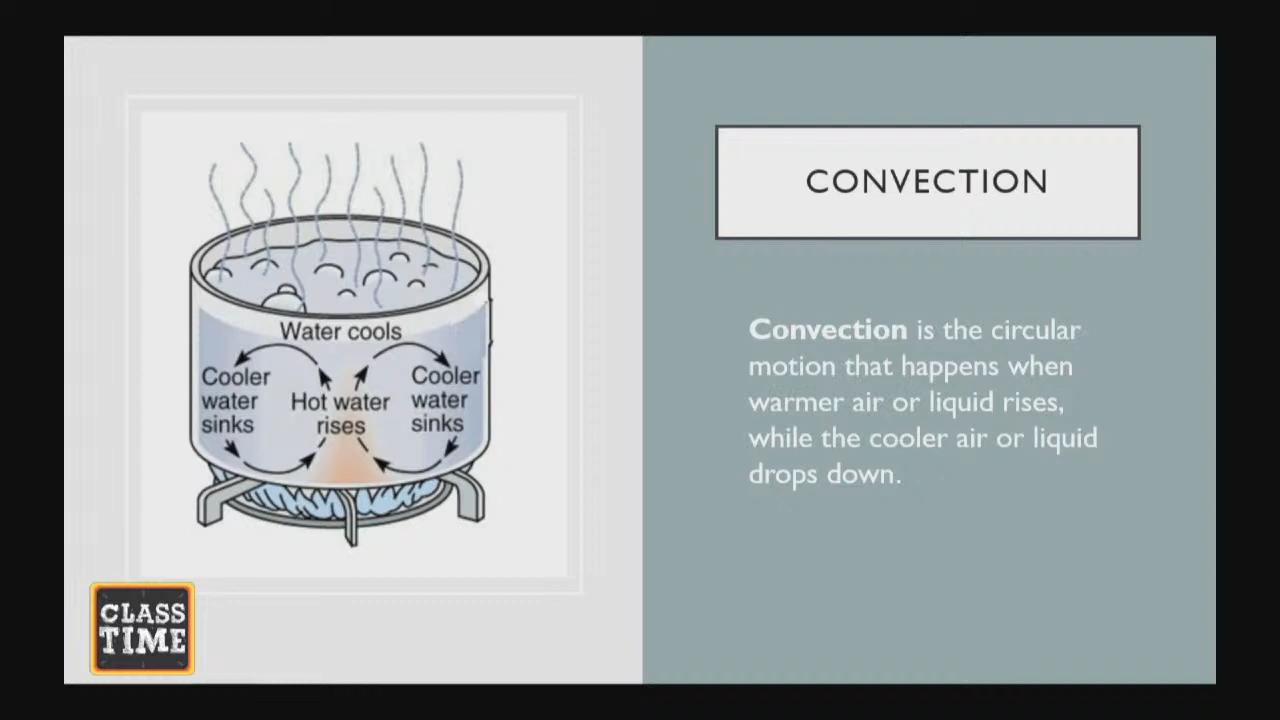 Water cools
Cooler
water
sinks
Hot water
rises
Cooler
water
sinks
CLASS
TIME
CONVECTION
Convection is the circular
motion that happens when
warmer air or liquid rises,
while the cooler air or liquid
drops down.